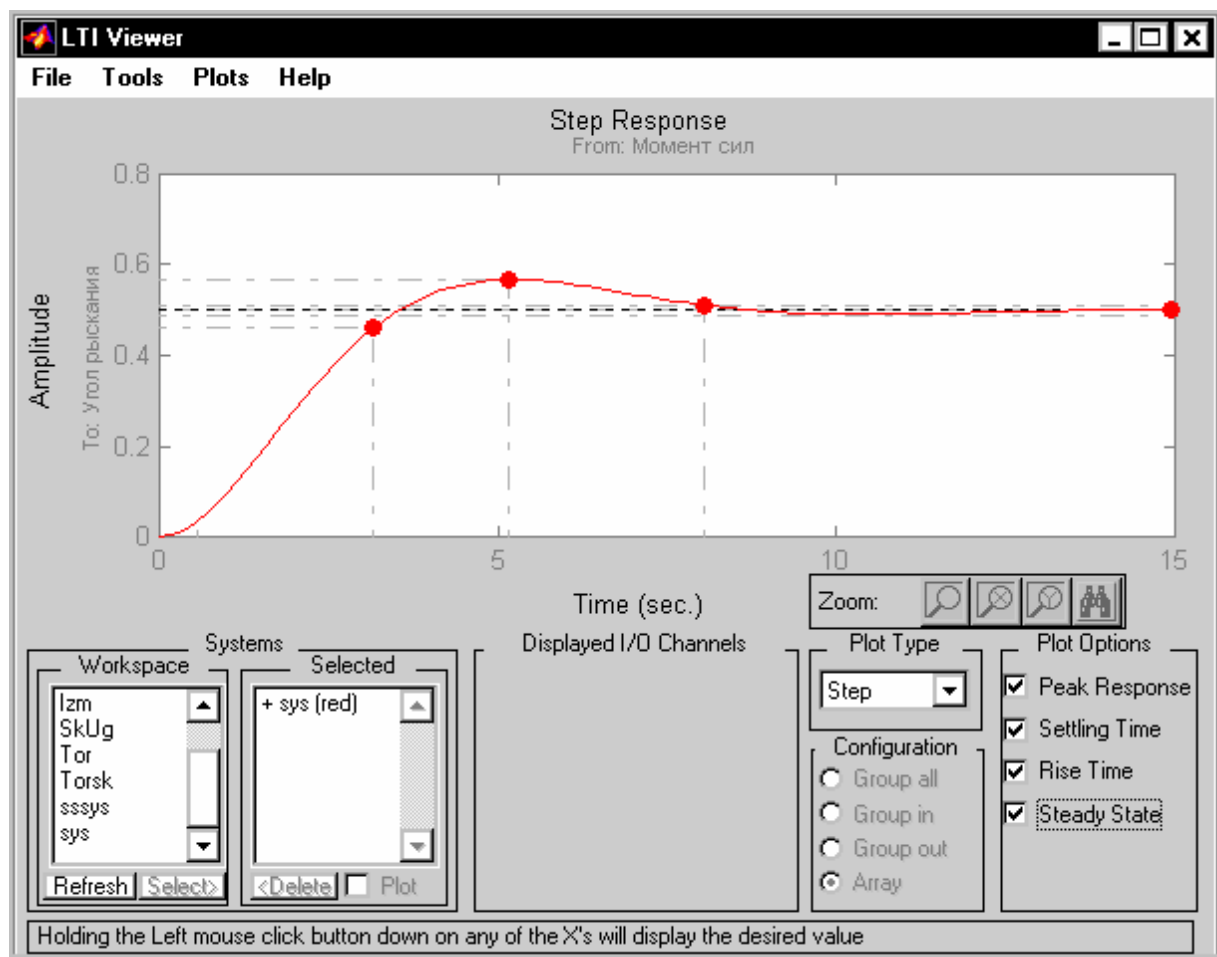 LTI Viewer
File Tools Plots Help
Step Response
From: Момент сил
Amplitude
To: Угол рыскания
0.8
0.6
0.4
0.2
0
0 5 10 15
Time (sec.)
Zoom:
Systems
Workspace
Izm
SkUg
Tor
Torsk
sssys
sys
Refresh Select>
Selected
+ sys (red)
<Delete Plot
Displayed I/O Channels
Plot Type
Step
Configuration
Group all
Group in
Group out
Array
Plot Options
Peak Response
Settling Time
Rise Time
Steady State
Holding the Left mouse click button down on any of the X's will display the desired value